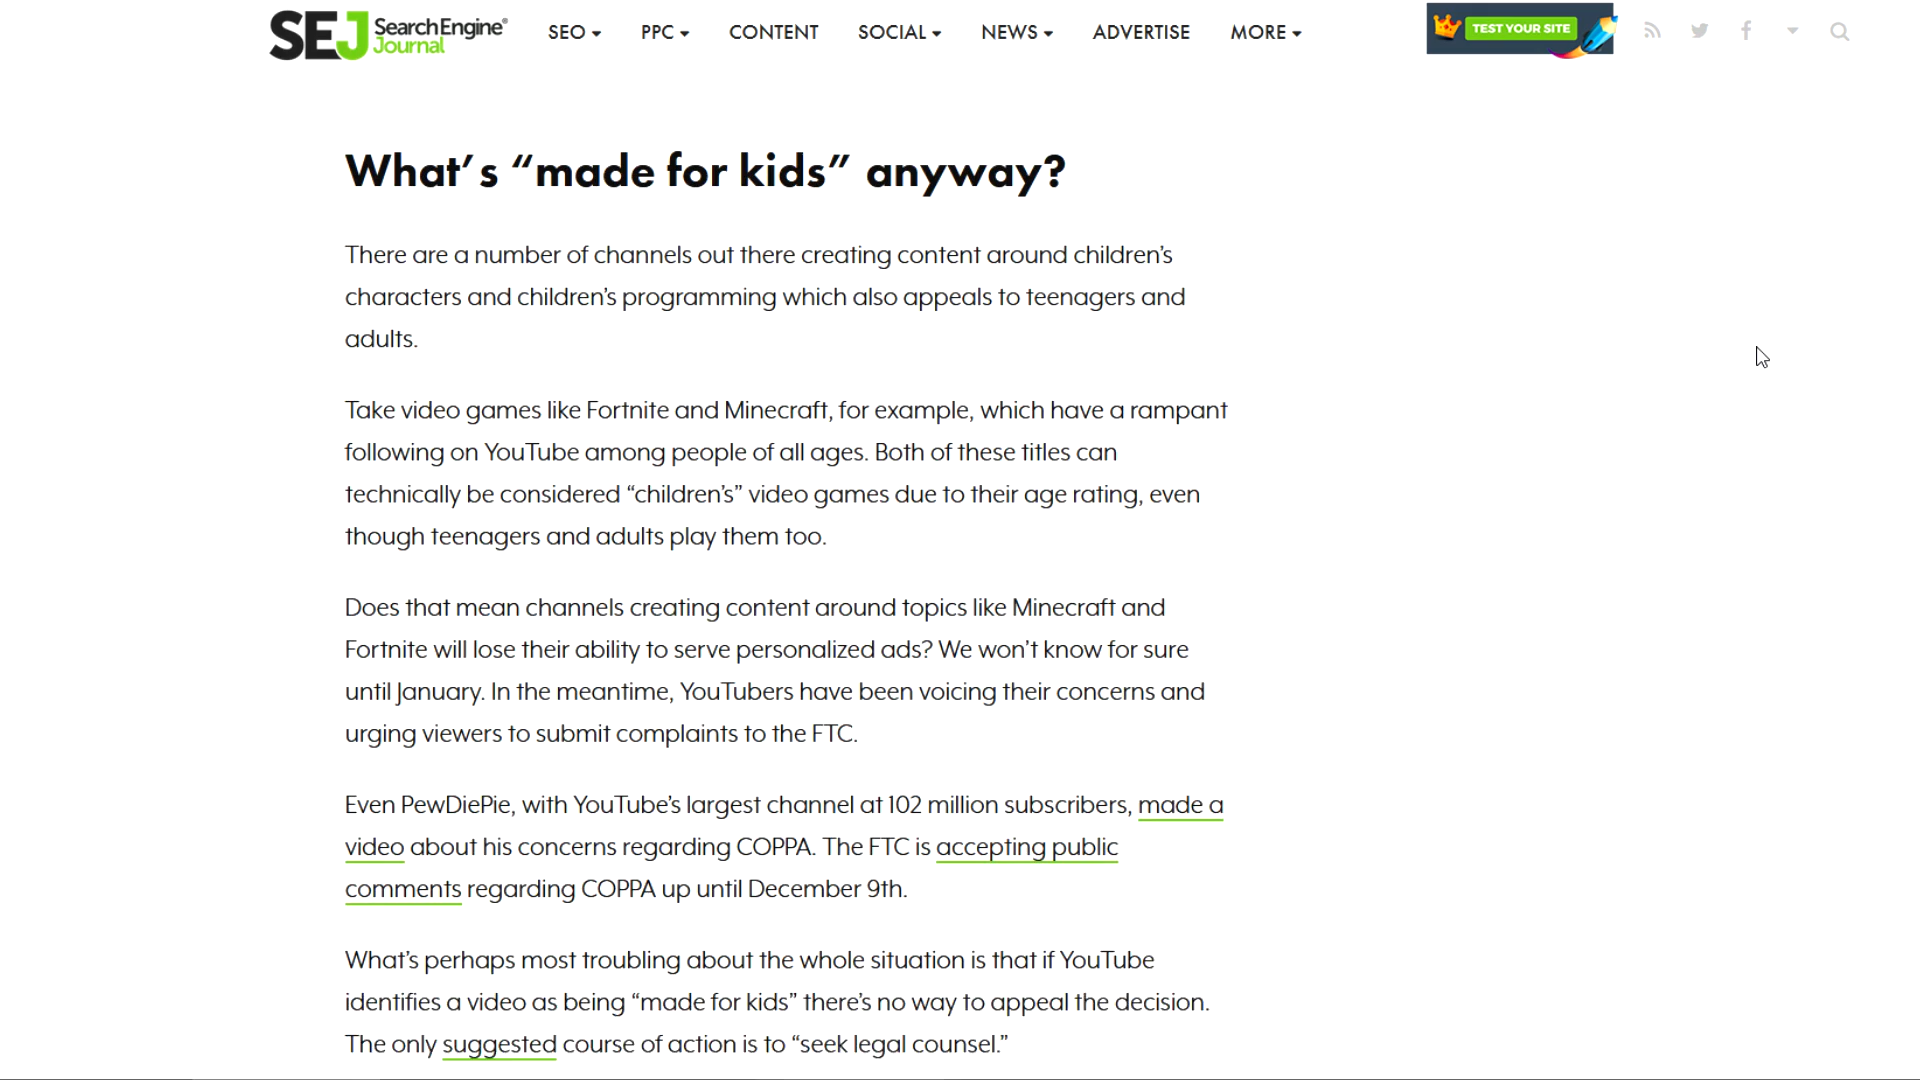 SEJ Search Engine Journal® SEO PPC CONTENT SOCIAL NEWS ADVERTISE MORE TEST YOUR SITE
What’s “made for kids” anyway?
There are a number of channels out there creating content around children’s
characters and children’s programming which also appeals to teenagers and
adults.
Take video games like Fortnite and Minecraft, for example, which have a rampant
following on YouTube among people of all ages. Both of these titles can
technically be considered “children’s” video games due to their age rating, even
though teenagers and adults play them too.
Does that mean channels creating content around topics like Minecraft and
Fortnite will lose their ability to serve personalized ads? We won’t know for sure
until January. In the meantime, YouTubers have been voicing their concerns and
urging viewers to submit complaints to the FTC.
Even PewDiePie, with YouTube’s largest channel at 102 million subscribers, made a
video about his concerns regarding COPPA. The FTC is accepting public
comments regarding COPPA up until December 9th.
What’s perhaps most troubling about the whole situation is that if YouTube
identifies a video as being “made for kids” there’s no way to appeal the decision.
The only suggested course of action is to “seek legal counsel.”